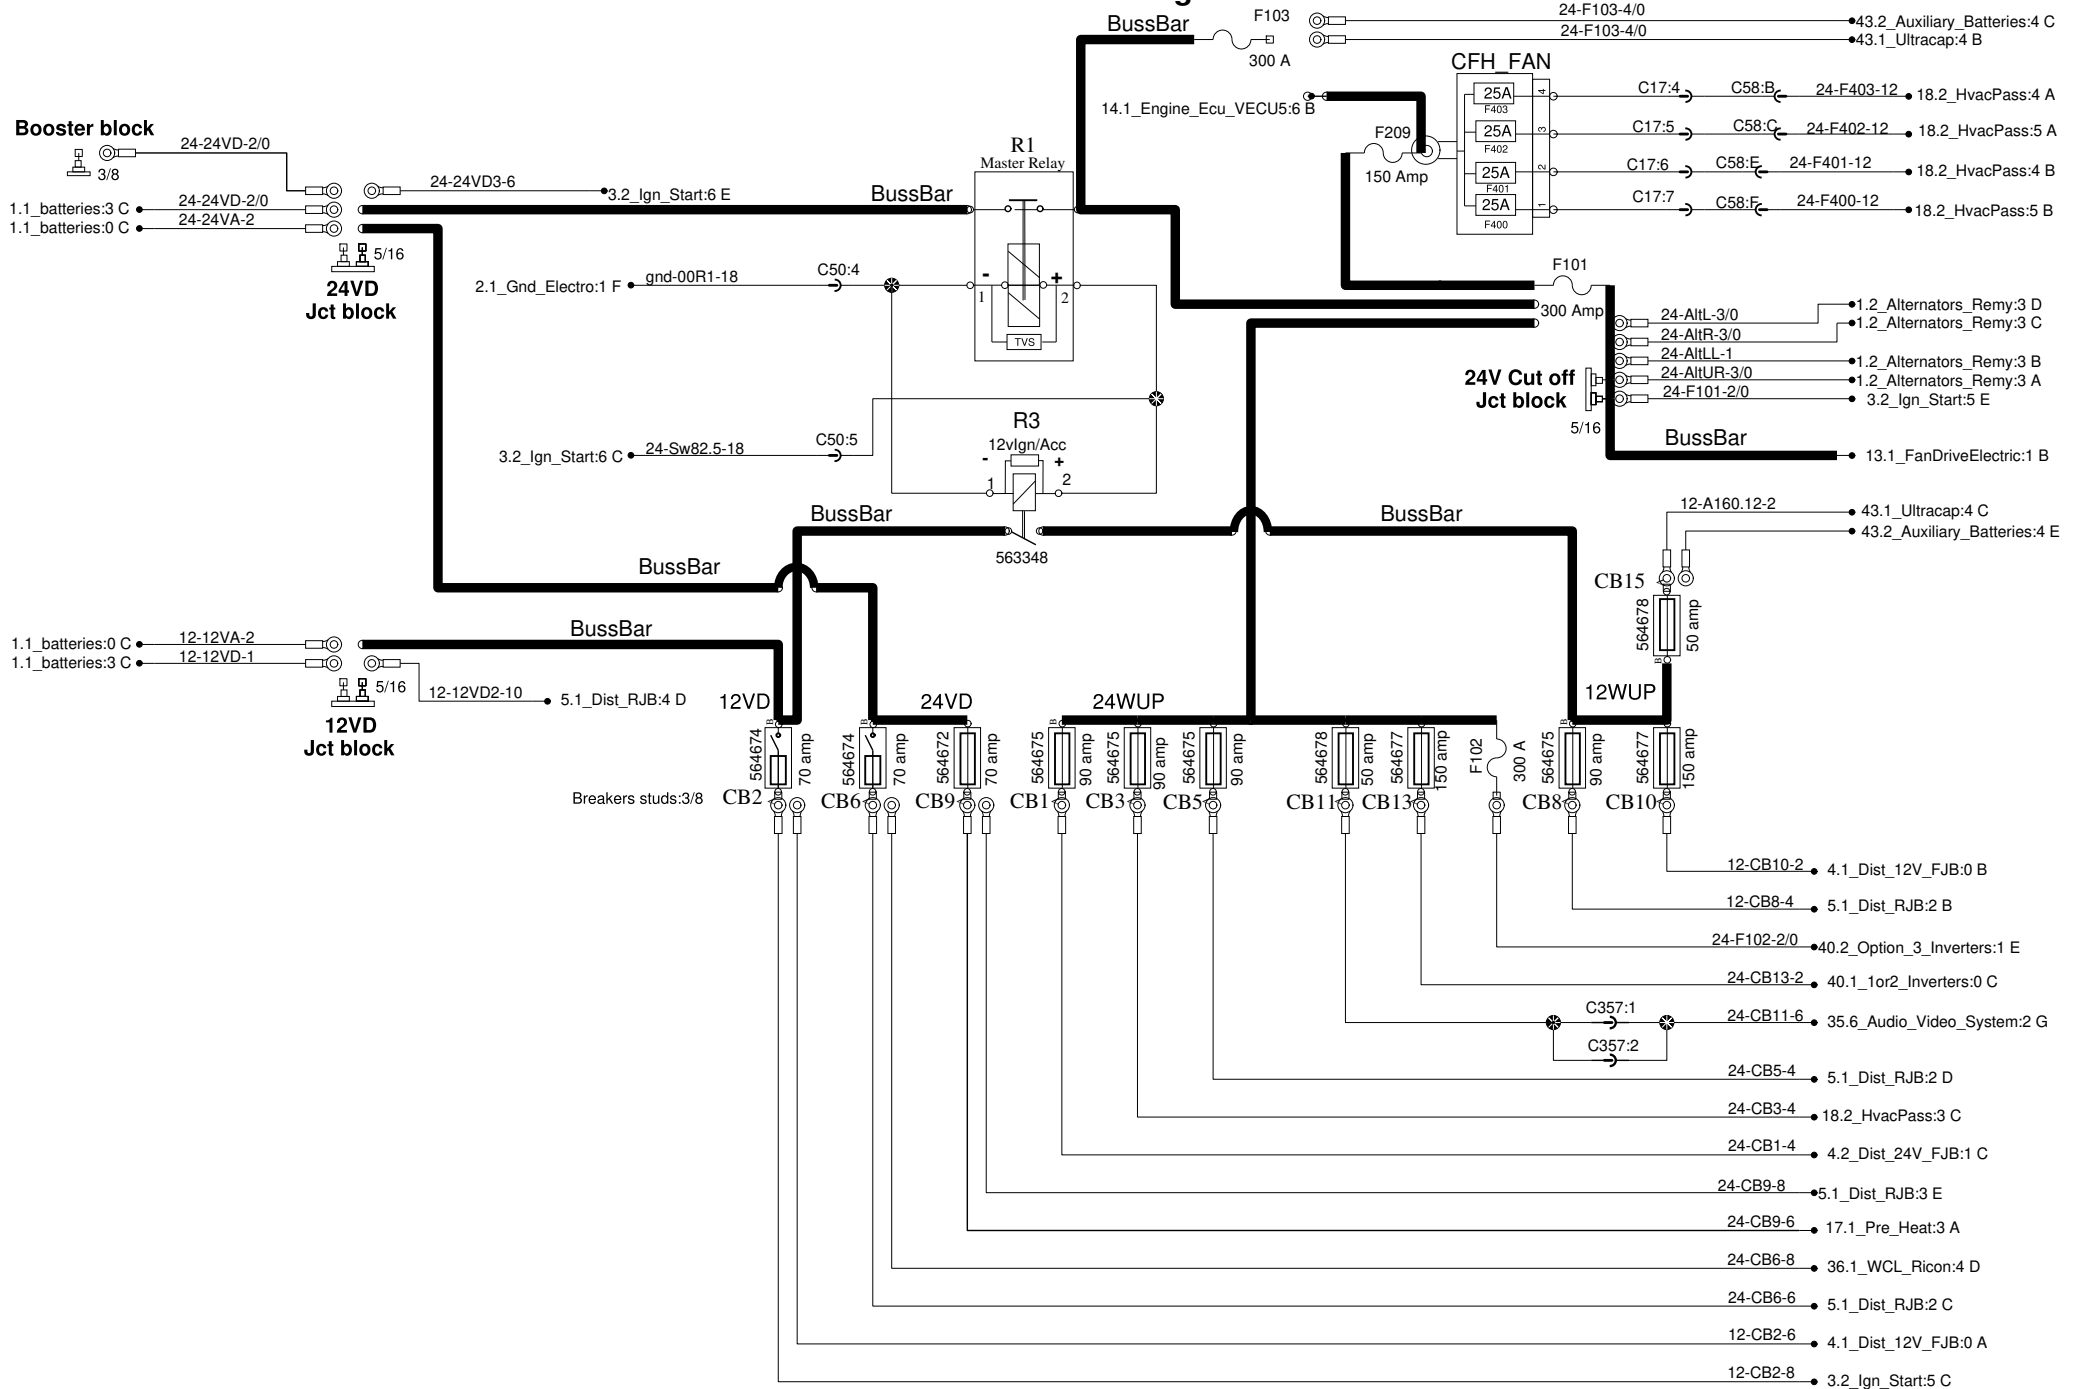 g
BussBar
F103
300 A
24-F103-4/0
43.2_Auxiliary_Batteries:4 C
24-F103-4/0
43.1_Ultracap:4 B
CFH_FAN
14.1_Engine_Ecu_VECU5:6 B
F209
150 Amp
25A
F403
4
C17:4
C58:B
24-F403-12
18.2_HvacPass:4 A
25A
F402
3
C17:5
C58:C
24-F402-12
18.2_HvacPass:5 A
25A
F401
2
C17:6
C58:E
24-F401-12
18.2_HvacPass:4 B
25A
F400
1
C17:7
C58:F
24-F400-12
18.2_HvacPass:5 B
Booster block
3/8
24-24VD-2/0
24-24VD3-6
3.2_Ign_Start:6 E
1.1_batteries:3 C
24-24VD-2/0
1.1_batteries:0 C
24-24VA-2
5/16
24VD
Jct block
BussBar
R1
Master Relay
-
+
1
2
TVS
2.1_Gnd_Electro:1 F
gnd-00R1-18
C50:4
3.2_Ign_Start:6 C
24-Sw82.5-18
C50:5
R3
12vIgn/Acc
-
+
1
2
563348
F101
300 Amp
24-AltL-3/0
1.2_Alternators_Remy:3 D
24-AltR-3/0
1.2_Alternators_Remy:3 C
24-AltLL-1
1.2_Alternators_Remy:3 B
24-AltUR-3/0
1.2_Alternators_Remy:3 A
24-F101-2/0
3.2_Ign_Start:5 E
24V Cut off
Jct block
5/16
BussBar
13.1_FanDriveElectric:1 B
BussBar
BussBar
BussBar
12-A160.12-2
43.1_Ultracap:4 C
43.2_Auxiliary_Batteries:4 E
CB15
564678
50 amp
B
1.1_batteries:0 C
12-12VA-2
1.1_batteries:3 C
12-12VD-1
BussBar
5/16
12-12VD2-10
5.1_Dist_RJB:4 D
12VD
Jct block
12VD
24VD
24WUP
12WUP
B
564674
70 amp
CB2
B
564674
70 amp
CB6
564672
70 amp
CB9
564675
90 amp
CB1
564675
90 amp
CB3
564675
90 amp
CB5
564678
50 amp
CB11
564677
150 amp
CB13
F102
300 A
B
564675
90 amp
CB8
564677
150 amp
CB10
Breakers studs:3/8
12-CB10-2
4.1_Dist_12V_FJB:0 B
12-CB8-4
5.1_Dist_RJB:2 B
24-F102-2/0
40.2_Option_3_Inverters:1 E
24-CB13-2
40.1_1or2_Inverters:0 C
C357:1
24-CB11-6
35.6_Audio_Video_System:2 G
C357:2
24-CB5-4
5.1_Dist_RJB:2 D
24-CB3-4
18.2_HvacPass:3 C
24-CB1-4
4.2_Dist_24V_FJB:1 C
24-CB9-8
5.1_Dist_RJB:3 E
24-CB9-6
17.1_Pre_Heat:3 A
24-CB6-8
36.1_WCL_Ricon:4 D
24-CB6-6
5.1_Dist_RJB:2 C
12-CB2-6
4.1_Dist_12V_FJB:0 A
12-CB2-8
3.2_Ign_Start:5 C